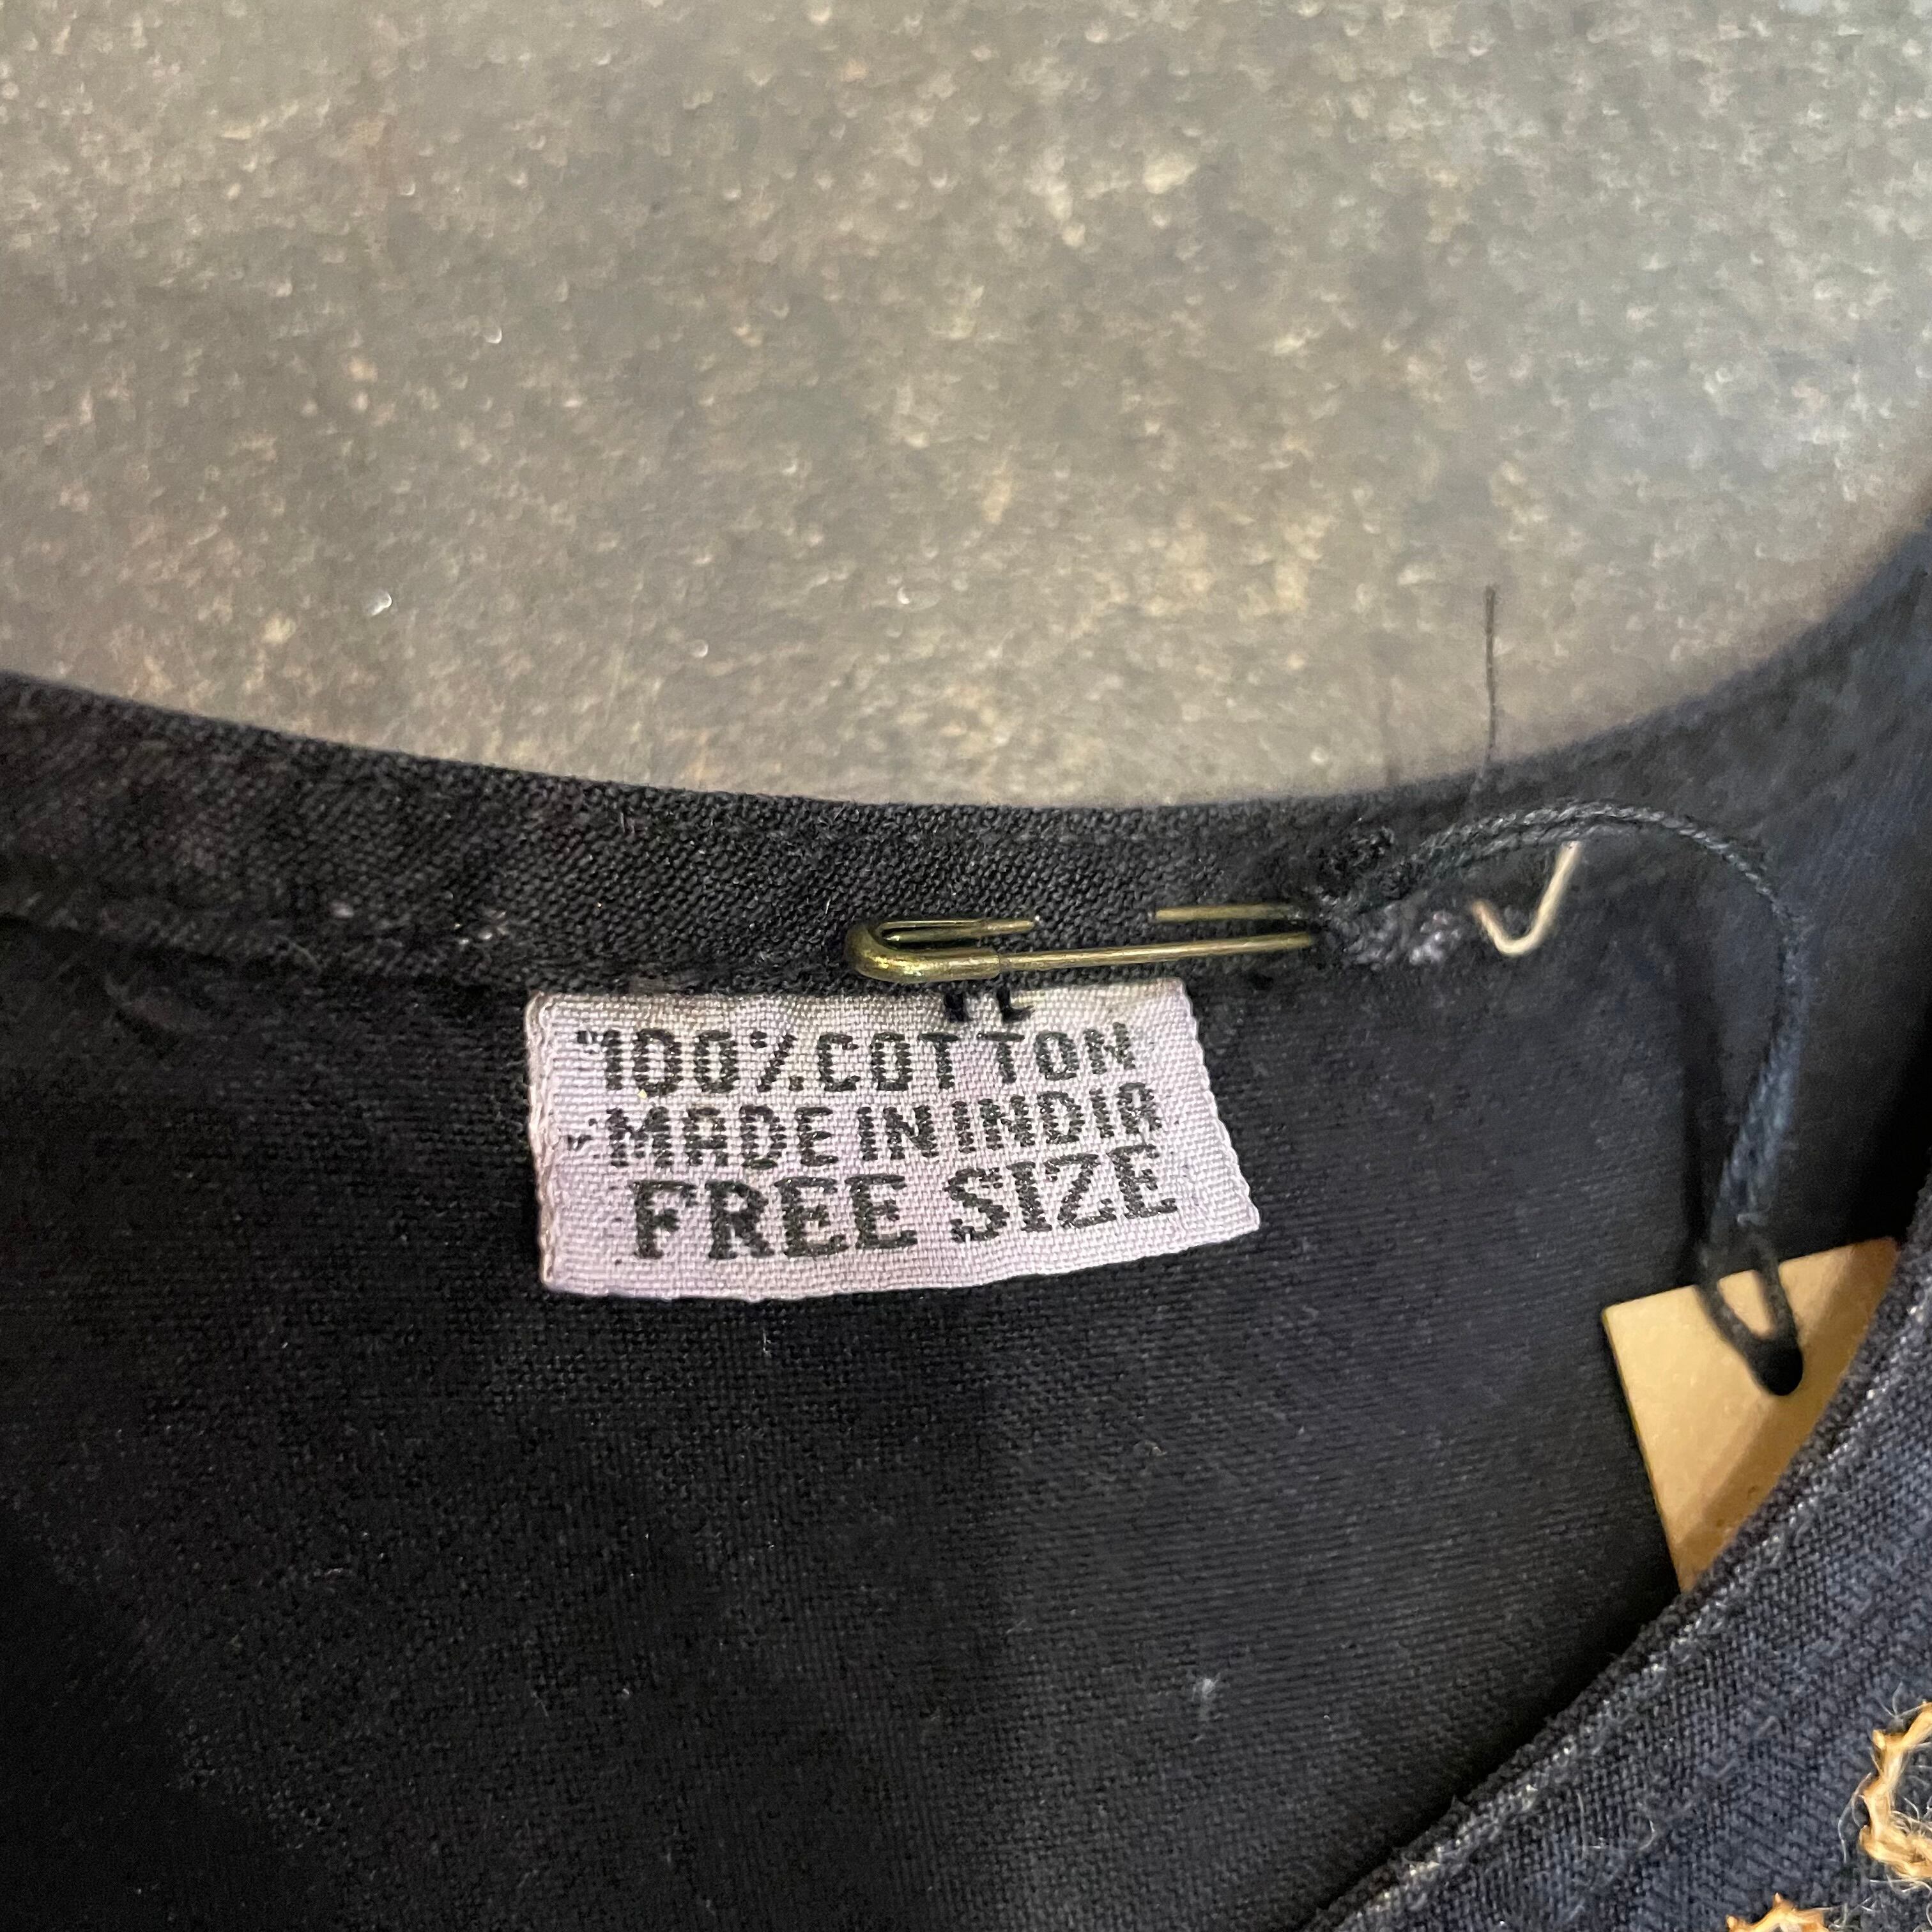 100% COTTON
MADE IN INDIA
FREE SIZE